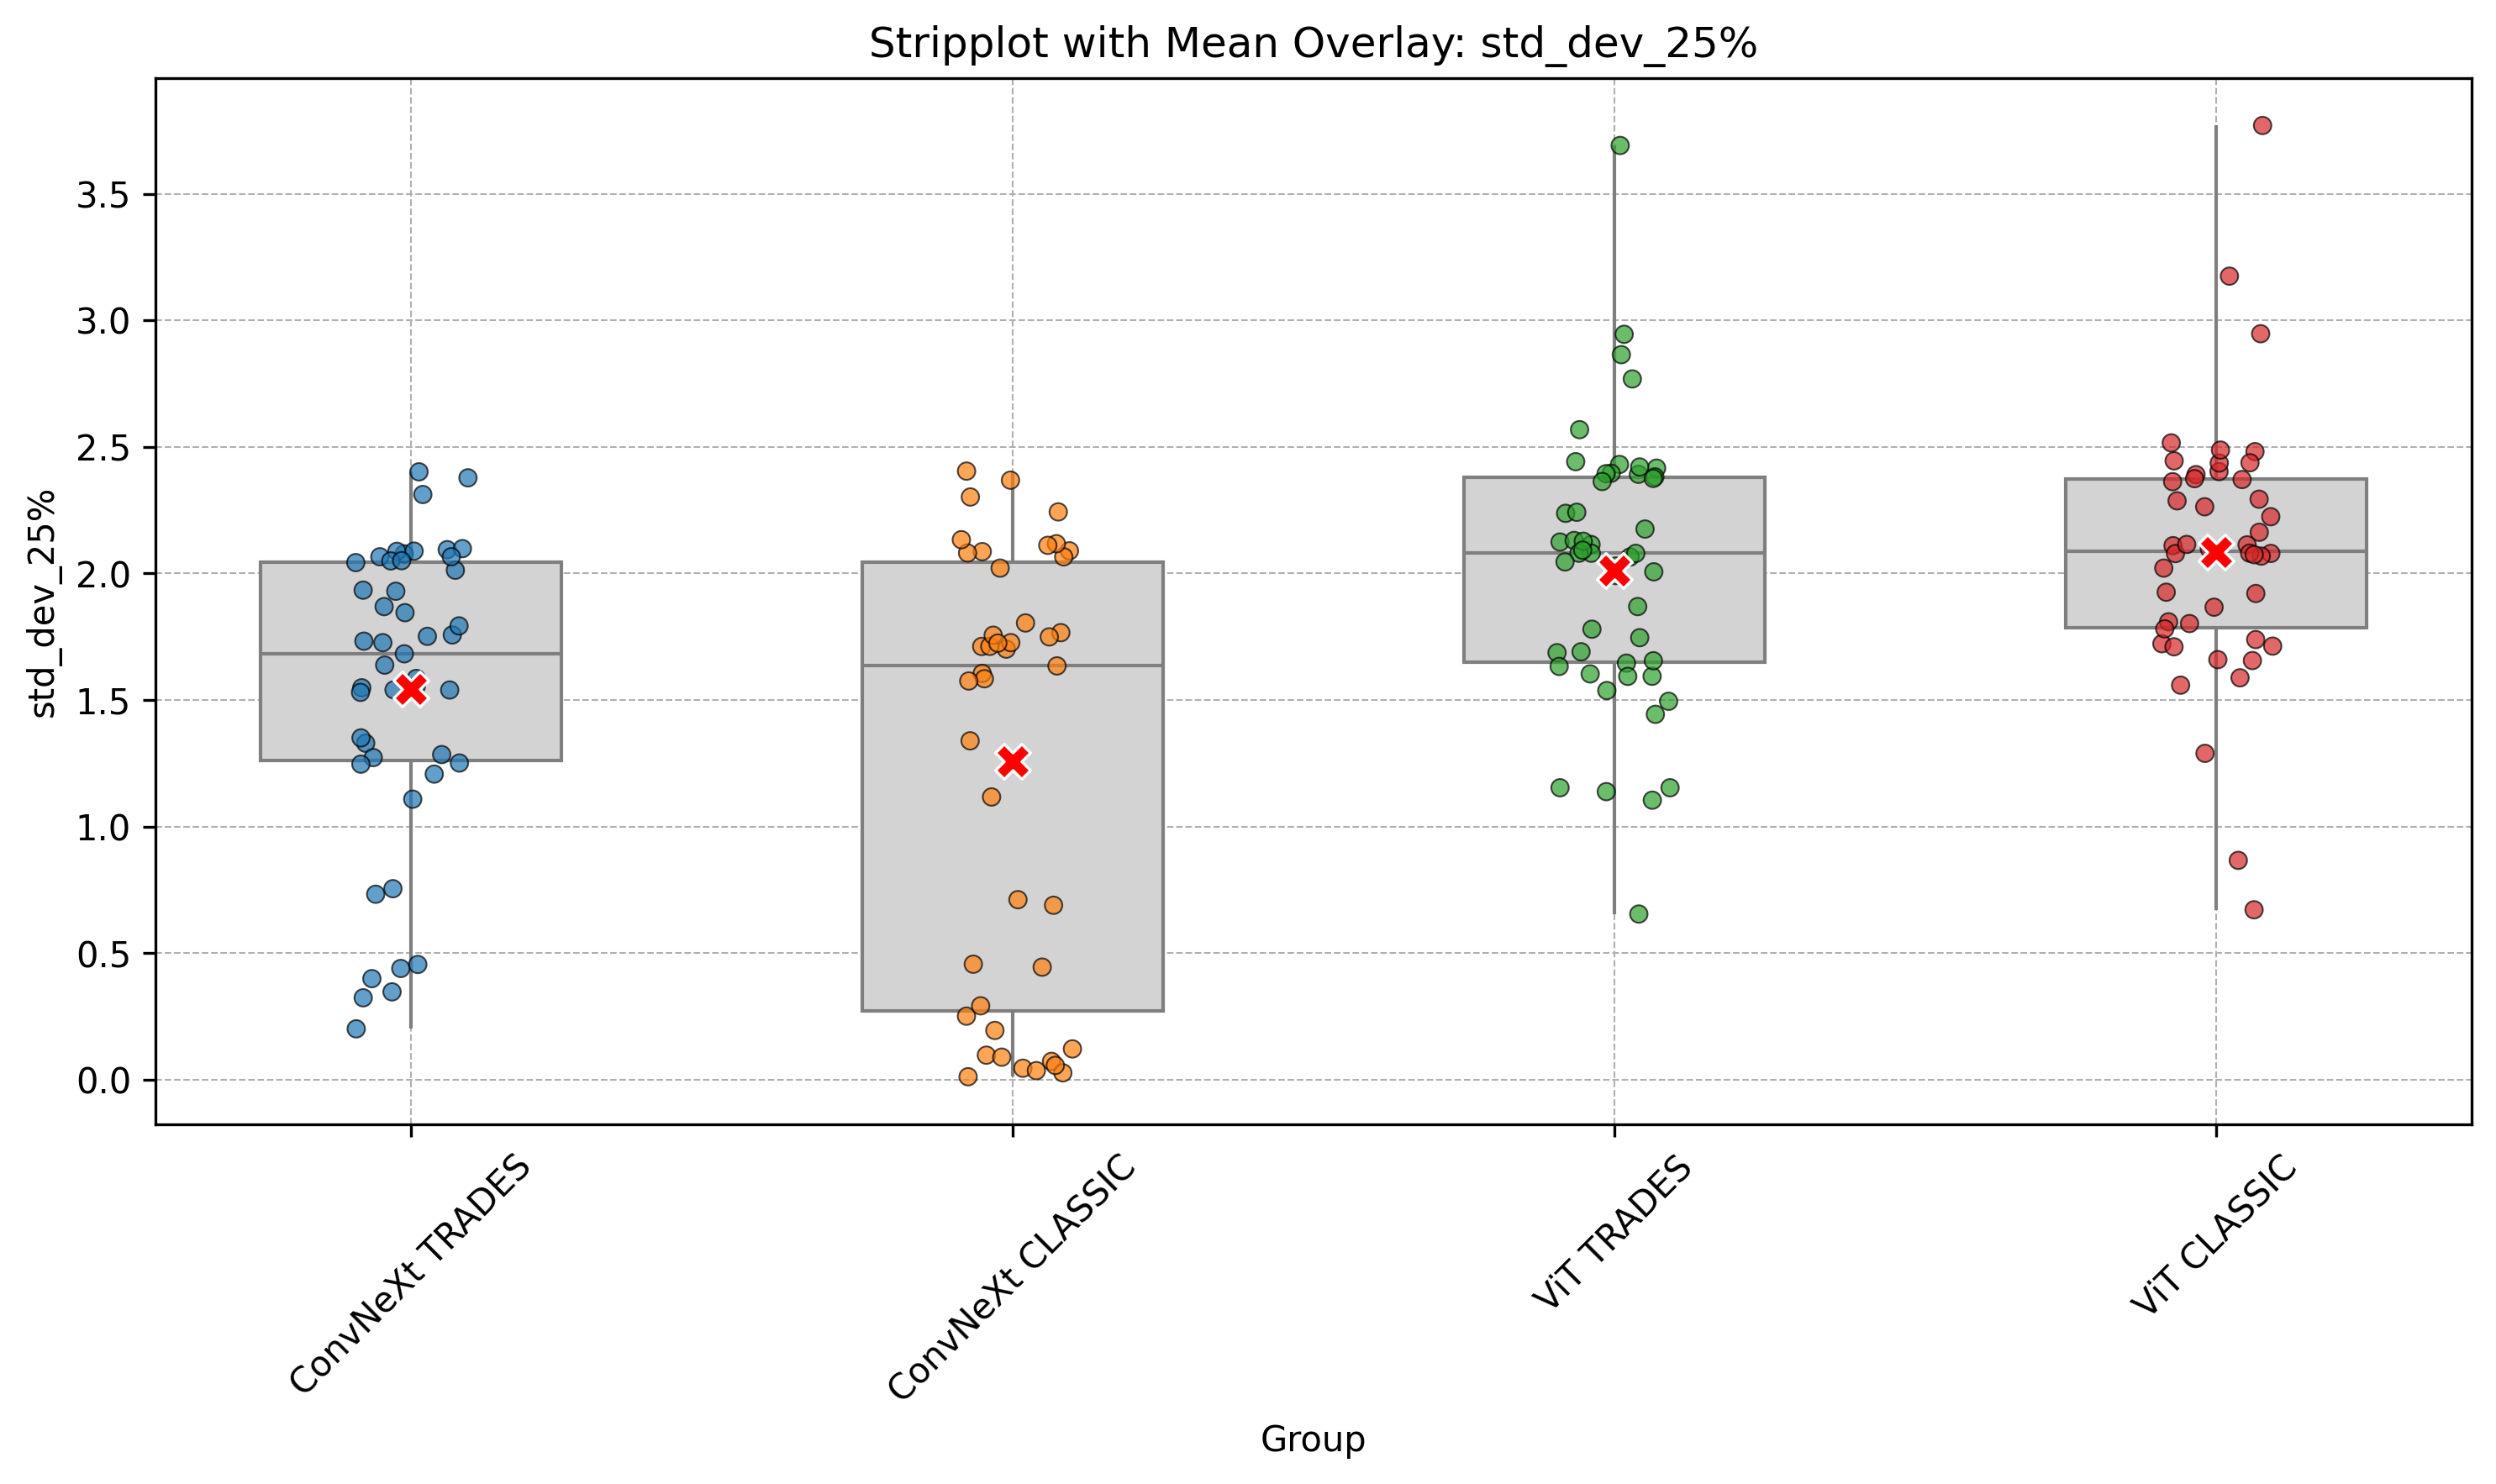 Stripplot with Mean Overlay: std_dev_25%
std_dev_25%
3.5
3.0
2.5
2.0
1.5
1.0
0.5
0.0
ConvNeXt TRADES
ConvNeXt CLASSIC
ViT TRADES
ViT CLASSIC
Group